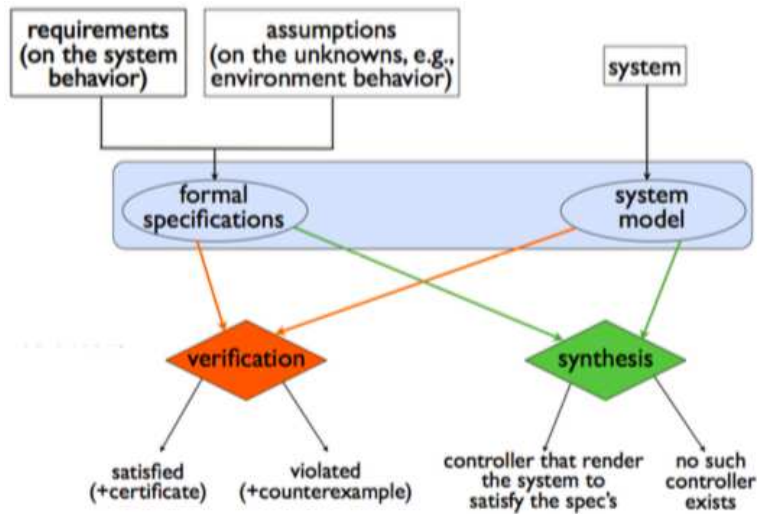 requirements
(on the system
behavior)
assumptions
(on the unknowns, e.g.,
environment behavior)
system
formal
specifications
system
model
verification
synthesis
satisfied
(+certificate)
violated
(+counterexample)
controller that render
the system to
satisfy the spec's
no such
controller
exists